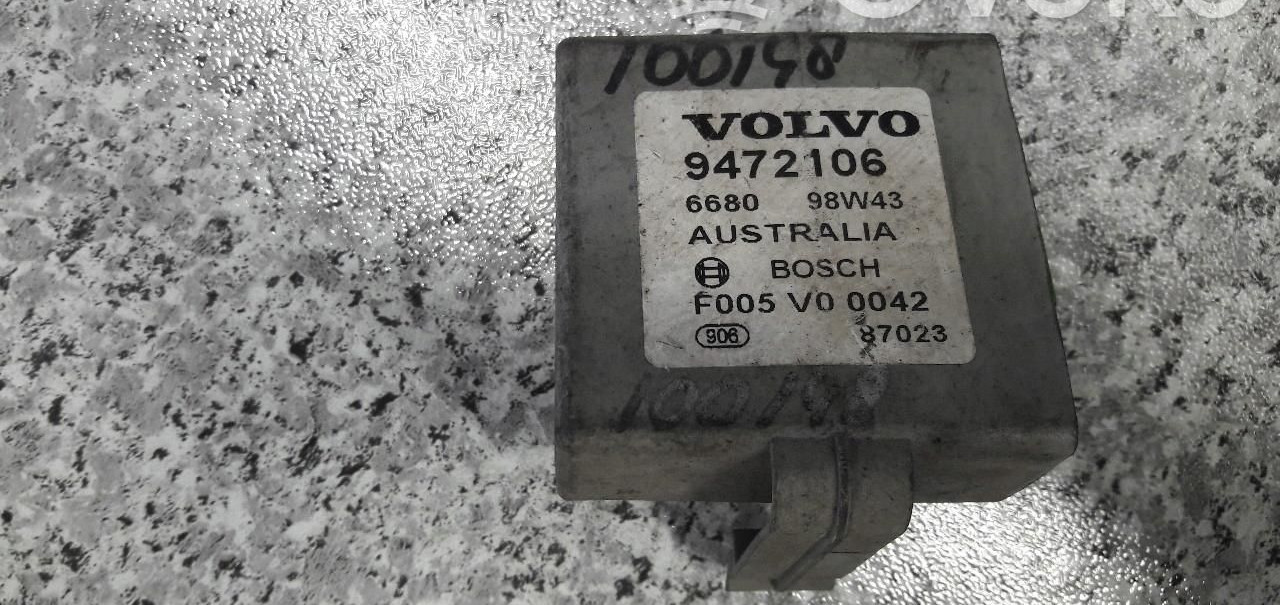 100148
VOLVO
9472106
6680 98W43
AUSTRALIA
BOSCH
F005 V0 0042
906 87023
100148